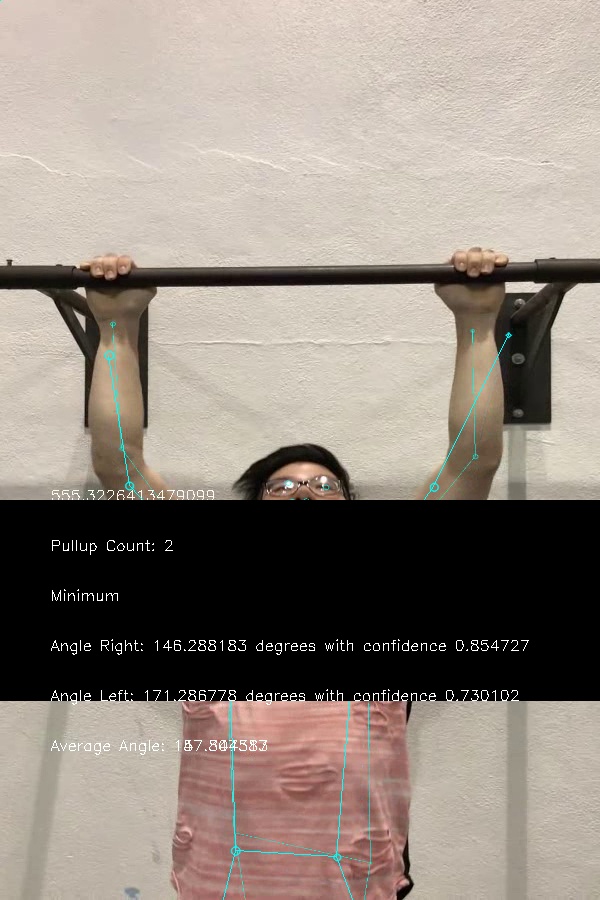 555.3226413479099
Pullup Count: 2
Minimum
Angle Right: 146.288183 degrees with confidence 0.854727
Angle Left: 171.286778 degrees with confidence 0.730102
Average Angle: